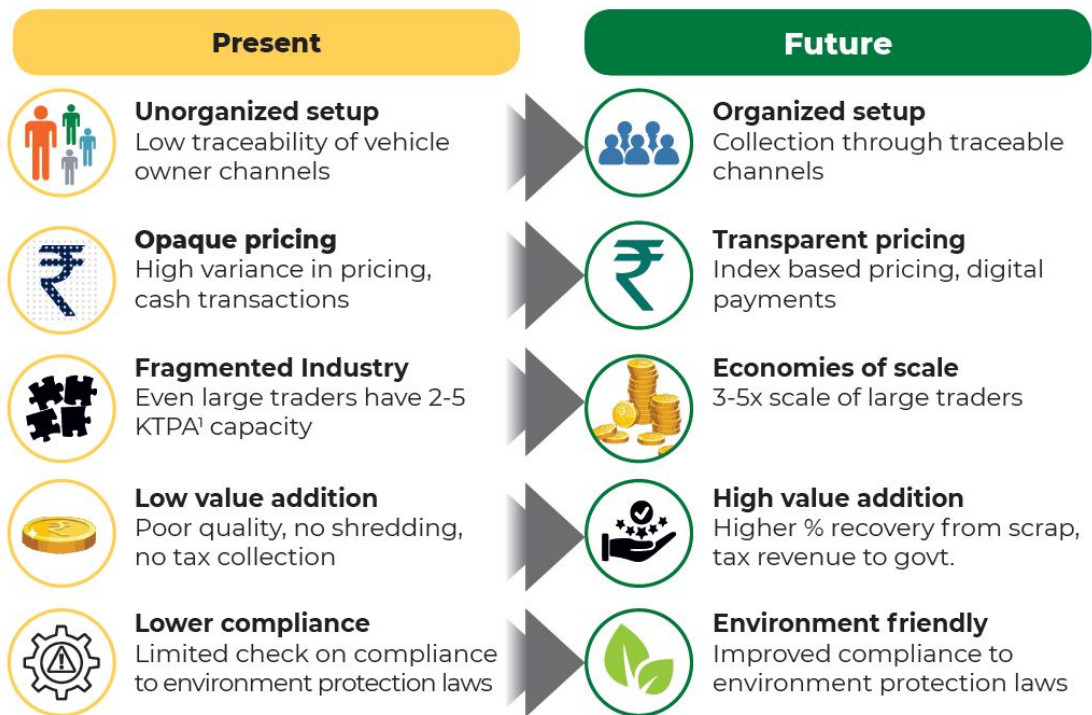 Present
Future
Unorganized setup
Low traceability of vehicle
owner channels
Organized setup
Collection through traceable
channels
Opaque pricing
High variance in pricing,
cash transactions
Transparent pricing
Index based pricing, digital
payments
Fragmented Industry
Even large traders have 2-5
KTPA¹ capacity
Economies of scale
3-5x scale of large traders
Low value addition
Poor quality, no shredding,
no tax collection
High value addition
Higher % recovery from scrap,
tax revenue to govt.
Lower compliance
Limited check on compliance
to environment protection laws
Environment friendly
Improved compliance to
environment protection laws